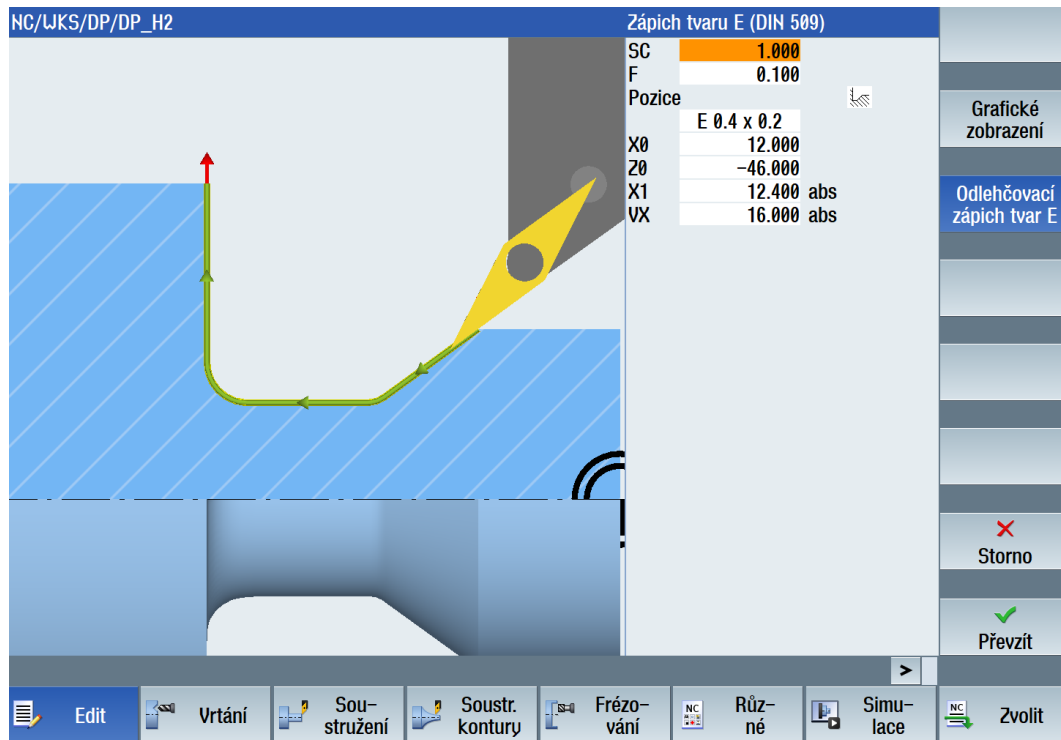 NC/WKS/DP/DP_H2
Zápich tvaru E (DIN 509)
SC 1.000
F 0.100
Pozice
E 0.4 x 0.2
X0 12.000
Z0 -46.000
X1 12.400 abs
VX 16.000 abs
Grafické
zobrazení
Odlehčovací
zápich tvar E
Storno
Převzít
>
Edit
Vrtání
Sou-
stružení
Soustr.
kontury
Frézo-
vání
NC
Růz-
né
Simu-
lace
NC
Zvolit